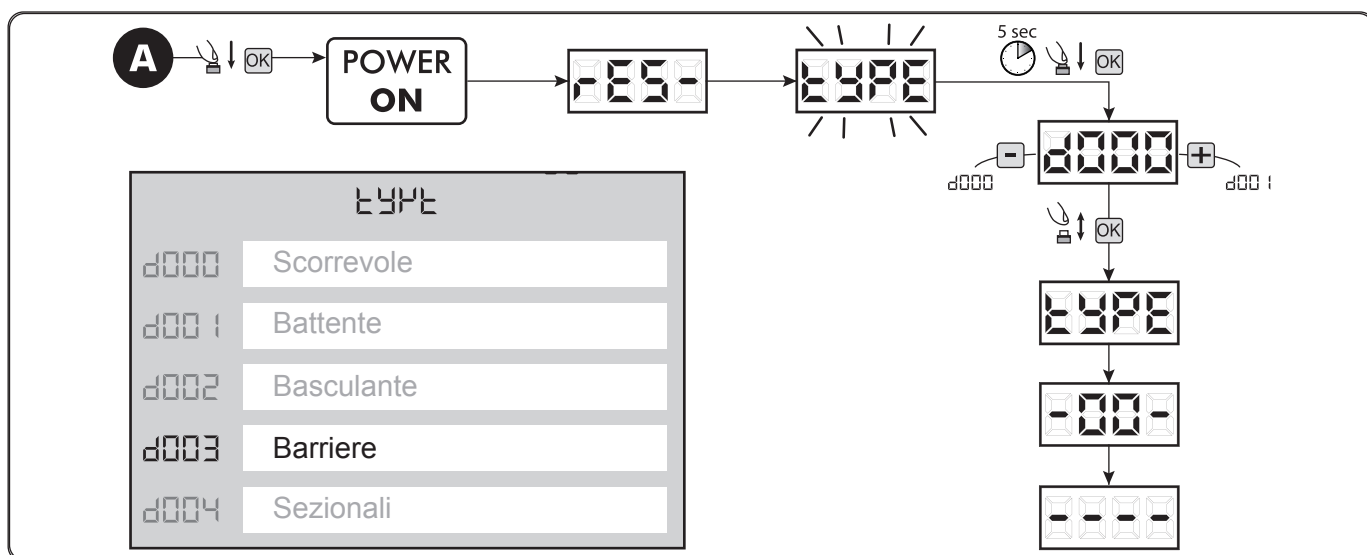 A
OK
POWER
ON
rES-
tYPE
5 sec
OK
d000
-
+
d000
d001
OK
tYPE
-00-
----
tYPE
d000 Scorrevole
d001 Battente
d002 Basculante
d003 Barriere
d004 Sezionali